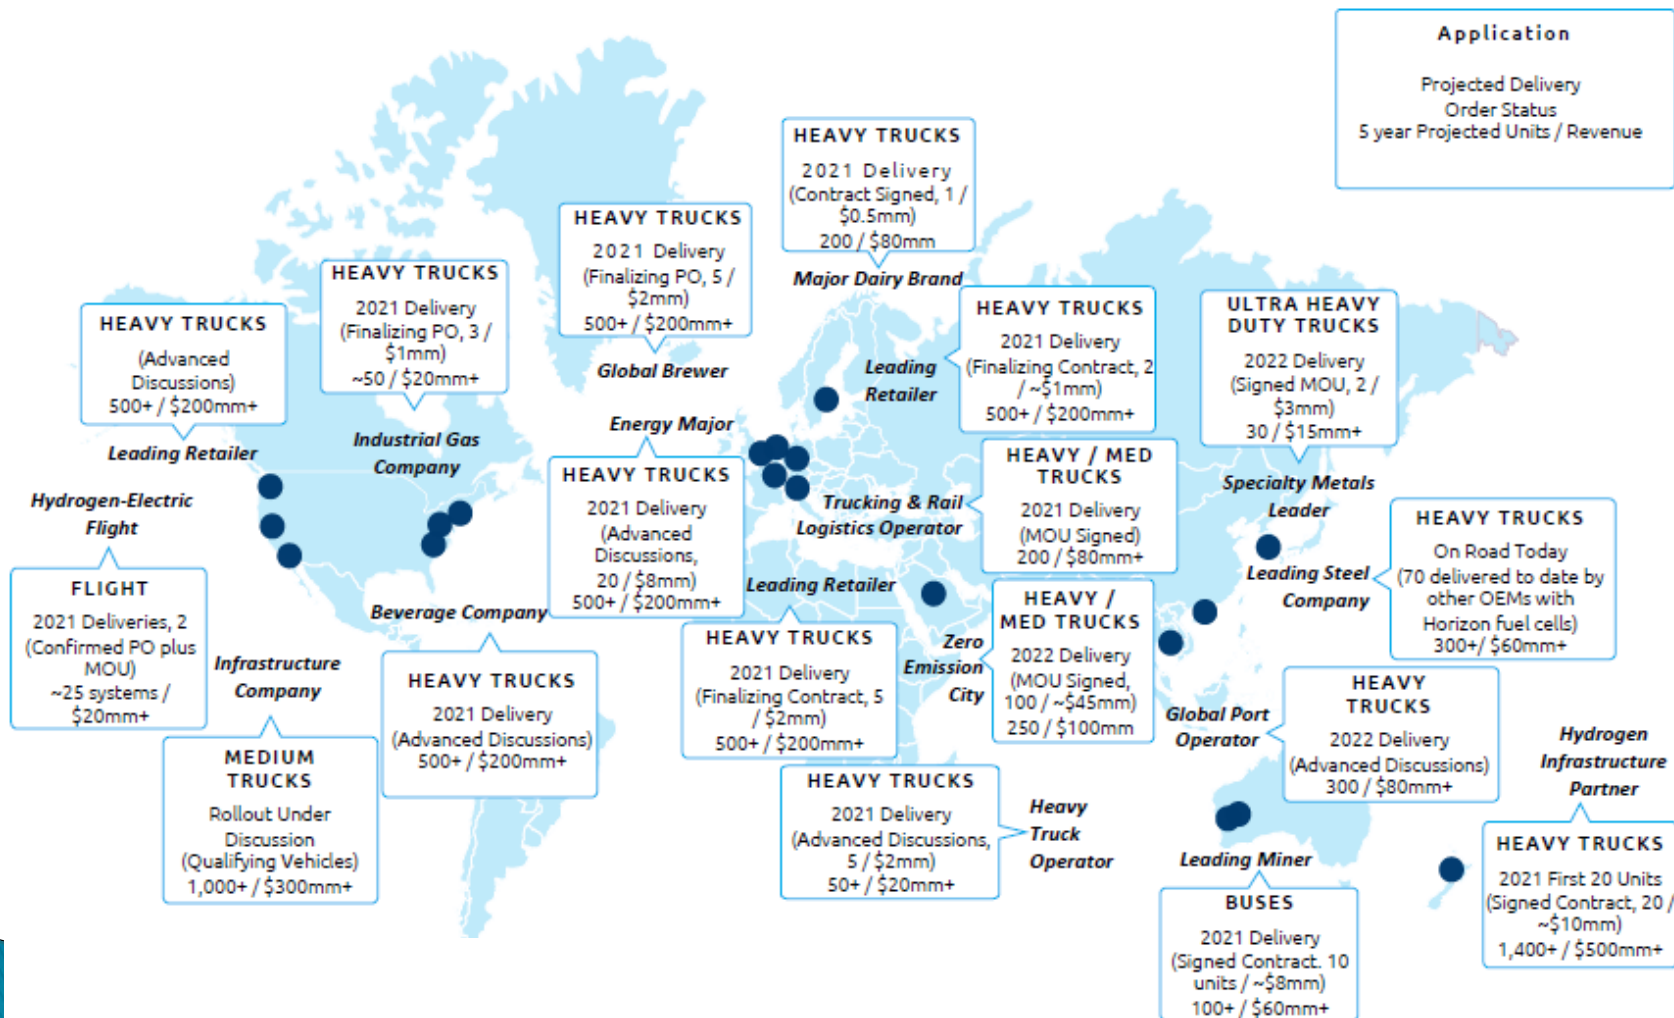 Application
Projected Delivery
Order Status
5 year Projected Units / Revenue
HEAVY TRUCKS
2021 Delivery
(Contract Signed, 1 /
$0.5mm)
200 / $80mm
Major Dairy Brand
HEAVY TRUCKS
2021 Delivery
(Finalizing PO, 5 /
$2mm)
500+ / $200mm+
Global Brewer
HEAVY TRUCKS
2021 Delivery
(Finalizing PO, 3 /
$1mm)
~50 / $20mm+
Industrial Gas
Company
HEAVY TRUCKS
(Advanced
Discussions)
500+ / $200mm+
Leading Retailer
HEAVY TRUCKS
2021 Delivery
(Finalizing Contract, 2
/ ~$1mm)
500+ / $200mm+
Leading
Retailer
ULTRA HEAVY
DUTY TRUCKS
2022 Delivery
(Signed MOU, 2 /
$3mm)
30 / $15mm+
Specialty Metals
Leader
Energy Major
HEAVY TRUCKS
2021 Delivery
(Advanced
Discussions,
20 / $8mm)
500+ / $200mm+
HEAVY / MED
TRUCKS
2021 Delivery
(MOU Signed)
200 / $80mm+
Trucking & Rail
Logistics Operator
Hydrogen-Electric
Flight
FLIGHT
2021 Deliveries, 2
(Confirmed PO plus
MOU)
~25 systems /
$20mm+
HEAVY TRUCKS
On Road Today
(70 delivered to date by
other OEMs with
Horizon fuel cells)
300+/ $60mm+
Leading Steel
Company
Beverage Company
HEAVY TRUCKS
2021 Delivery
(Advanced Discussions)
500+ / $200mm+
Leading Retailer
HEAVY TRUCKS
2021 Delivery
(Finalizing Contract, 5
/ $2mm)
500+ / $200mm+
HEAVY /
MED TRUCKS
2022 Delivery
(MOU Signed,
100 / ~$45mm)
250 / $100mm
Zero
Emission
City
Infrastructure
Company
MEDIUM
TRUCKS
Rollout Under
Discussion
(Qualifying Vehicles)
1,000+ / $300mm+
HEAVY
TRUCKS
2022 Delivery
(Advanced Discussions)
300 / $80mm+
Global Port
Operator
HEAVY TRUCKS
2021 Delivery
(Advanced Discussions,
5 / $2mm)
50+ / $20mm+
Heavy
Truck
Operator
Leading Miner
BUSES
2021 Delivery
(Signed Contract. 10
units / ~$8mm)
100+ / $60mm+
Hydrogen
Infrastructure
Partner
HEAVY TRUCKS
2021 First 20 Units
(Signed Contract, 20 /
~$10mm)
1,400+ / $500mm+